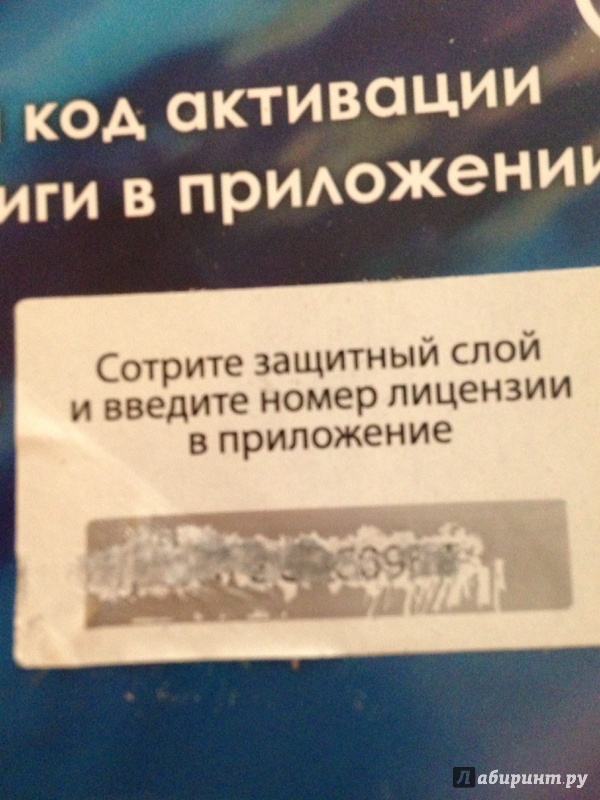 код активации
иги в приложении
Сотрите защитный слой
и введите номер лицензии
в приложение
Лабиринт.ру